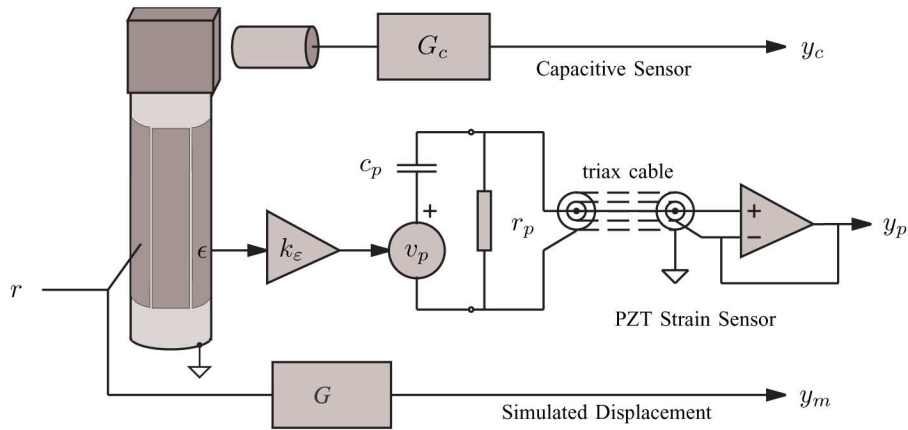 G_c
y_c
Capacitive Sensor
c_p
triax cable
+
r_p
+
ϵ
k_ε
v_p
−
y_p
r
PZT Strain Sensor
G
y_m
Simulated Displacement